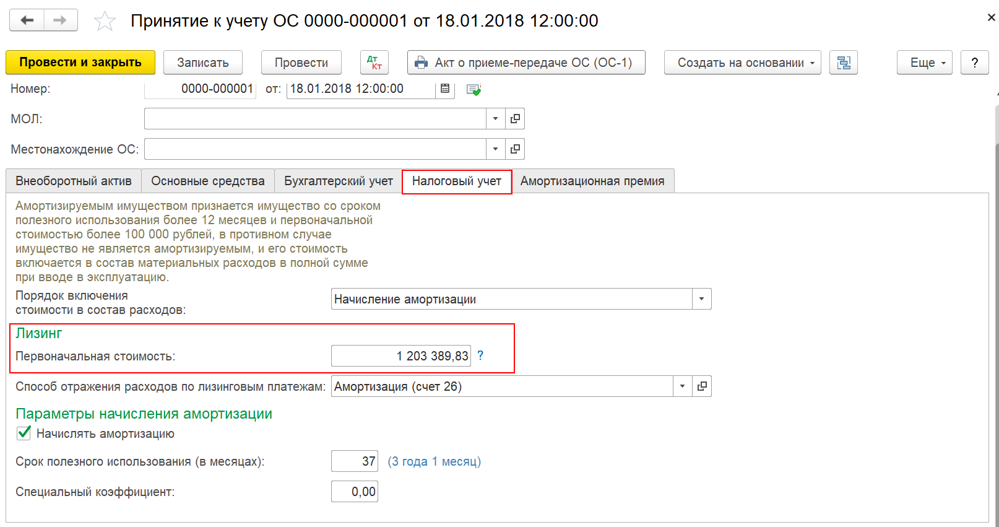 Принятие к учету ОС 0000-000001 от 18.01.2018 12:00:00
Провести и закрыть Записать Провести Дт Кт Акт о приеме-передаче ОС (ОС-1) Создать на основании Еще ?
Номер: 0000-000001 от: 18.01.2018 12:00:00
МОЛ:
Местонахождение ОС:
Внеоборотный актив Основные средства Бухгалтерский учет Налоговый учет Амортизационная премия
Амортизируемым имуществом признается имущество со сроком
полезного использования более 12 месяцев и первоначальной
стоимостью более 100 000 рублей, в противном случае
имущество не является амортизируемым, и его стоимость
включается в состав материальных расходов в полной сумме
при вводе в эксплуатацию.
Порядок включения
стоимости в состав расходов: Начисление амортизации
Лизинг
Первоначальная стоимость: 1 203 389,83 ?
Способ отражения расходов по лизинговым платежам: Амортизация (счет 26)
Параметры начисления амортизации
Начислять амортизацию
Срок полезного использования (в месяцах): 37 (3 года 1 месяц)
Специальный коэффициент: 0,00